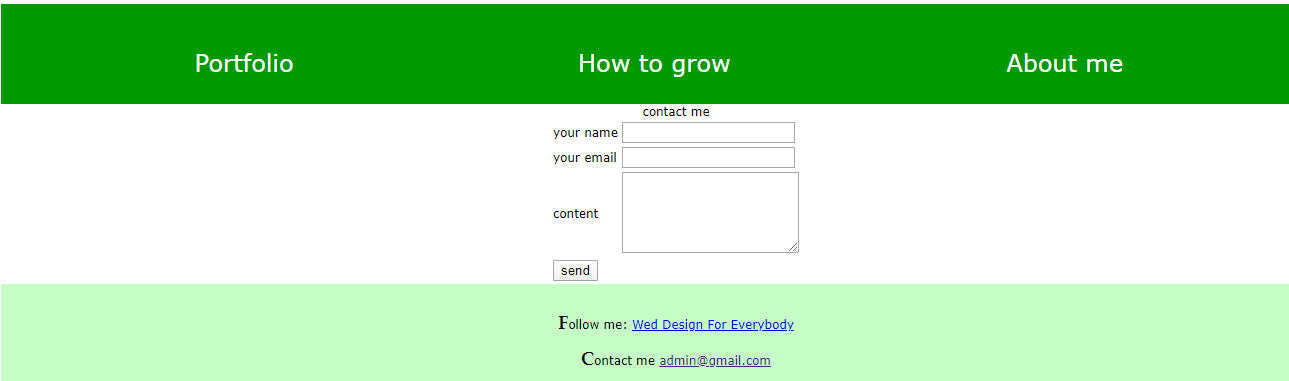 Portfolio How to grow About me
contact me
your name
your email
content
send
Follow me: Wed Design For Everybody
Contact me admin@gmail.com